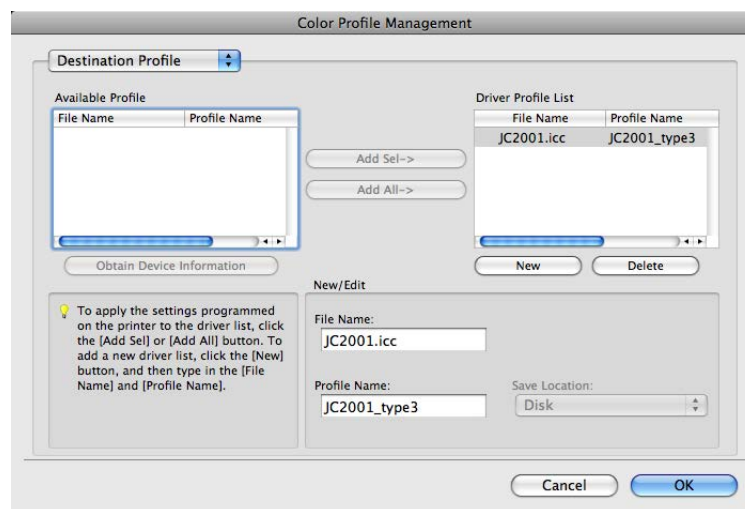 Color Profile Management
Destination Profile
Available Profile
File Name Profile Name
Add Sel->
Add All->
Obtain Device Information
Driver Profile List
File Name Profile Name
JC2001.icc JC2001_type3
New Delete
To apply the settings programmed
on the printer to the driver list, click
the [Add Sel] or [Add All] button. To
add a new driver list, click the [New]
button, and then type in the [File
Name] and [Profile Name].
New/Edit
File Name:
JC2001.icc
Profile Name:
JC2001_type3
Save Location:
Disk
Cancel OK